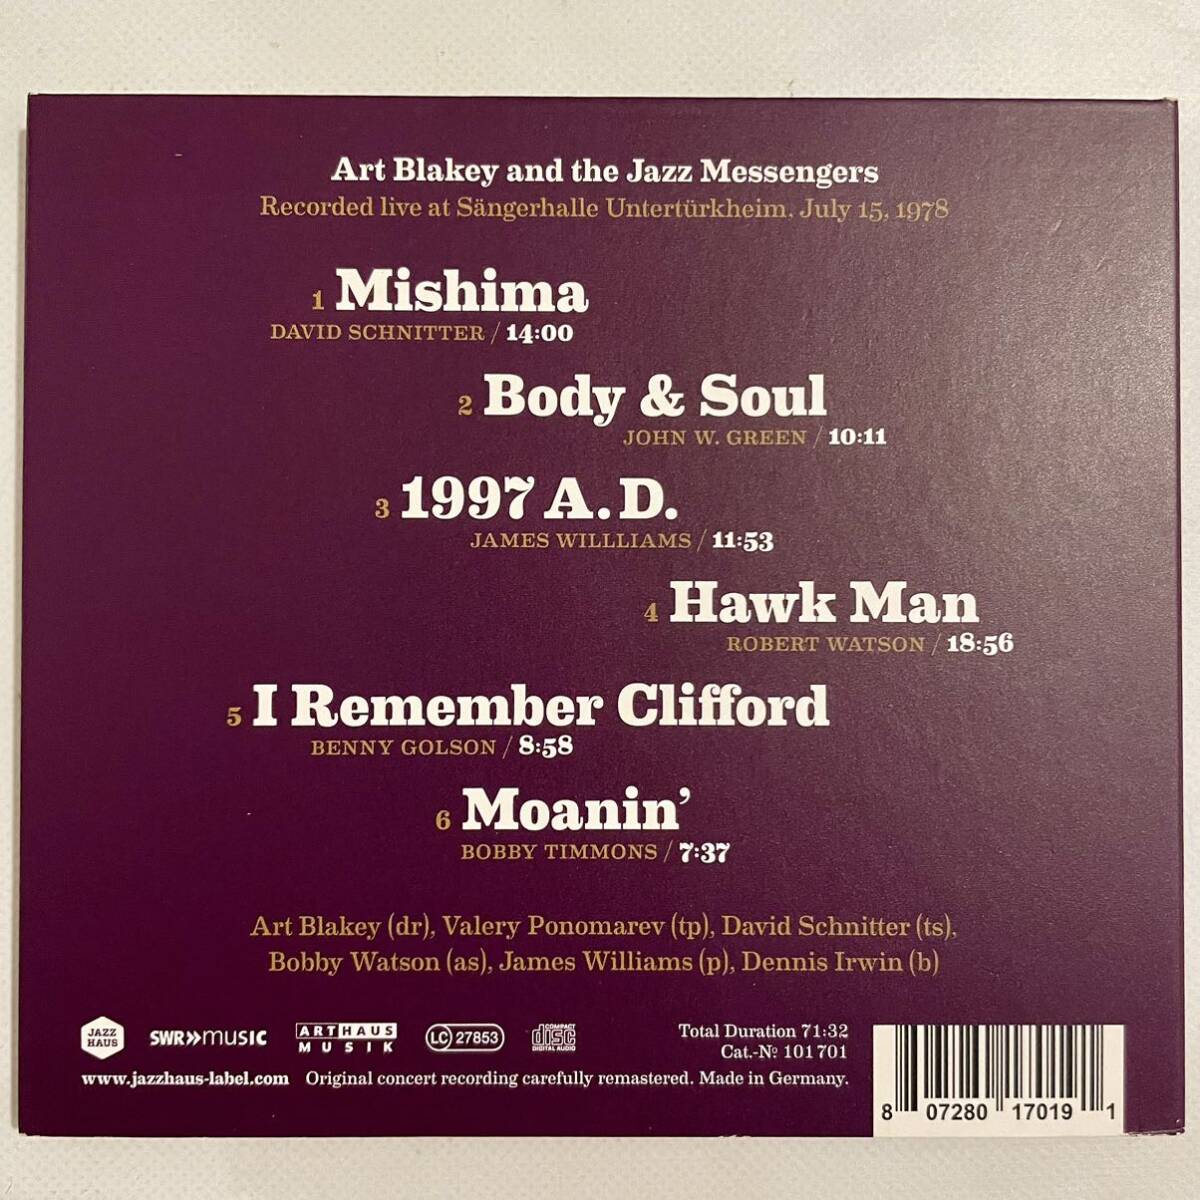 Art Blakey and the Jazz Messengers
Recorded live at Sängerhalle Untertürkheim, July 15, 1978
1 Mishima
DAVID SCHNITTER / 14:00
2 Body & Soul
JOHN W. GREEN / 10:11
3 1997 A.D.
JAMES WILLLIAMS / 11:53
4 Hawk Man
ROBERT WATSON / 18:56
5 I Remember Clifford
BENNY GOLSON / 8:58
6 Moanin’
BOBBY TIMMONS / 7:37
Art Blakey (dr), Valery Ponomarev (tp), David Schnitter (ts),
Bobby Watson (as), James Williams (p), Dennis Irwin (b)
JAZZ
HAUS
SWR»musiC
ARTHAUS
MUSIK
LC 27853
COMPACT
disc
DIGITAL AUDIO
Total Duration 71:32
Cat.-Nº 101 701
www.jazzhaus-label.com Original concert recording carefully remastered. Made in Germany.
8 07280 17019 1